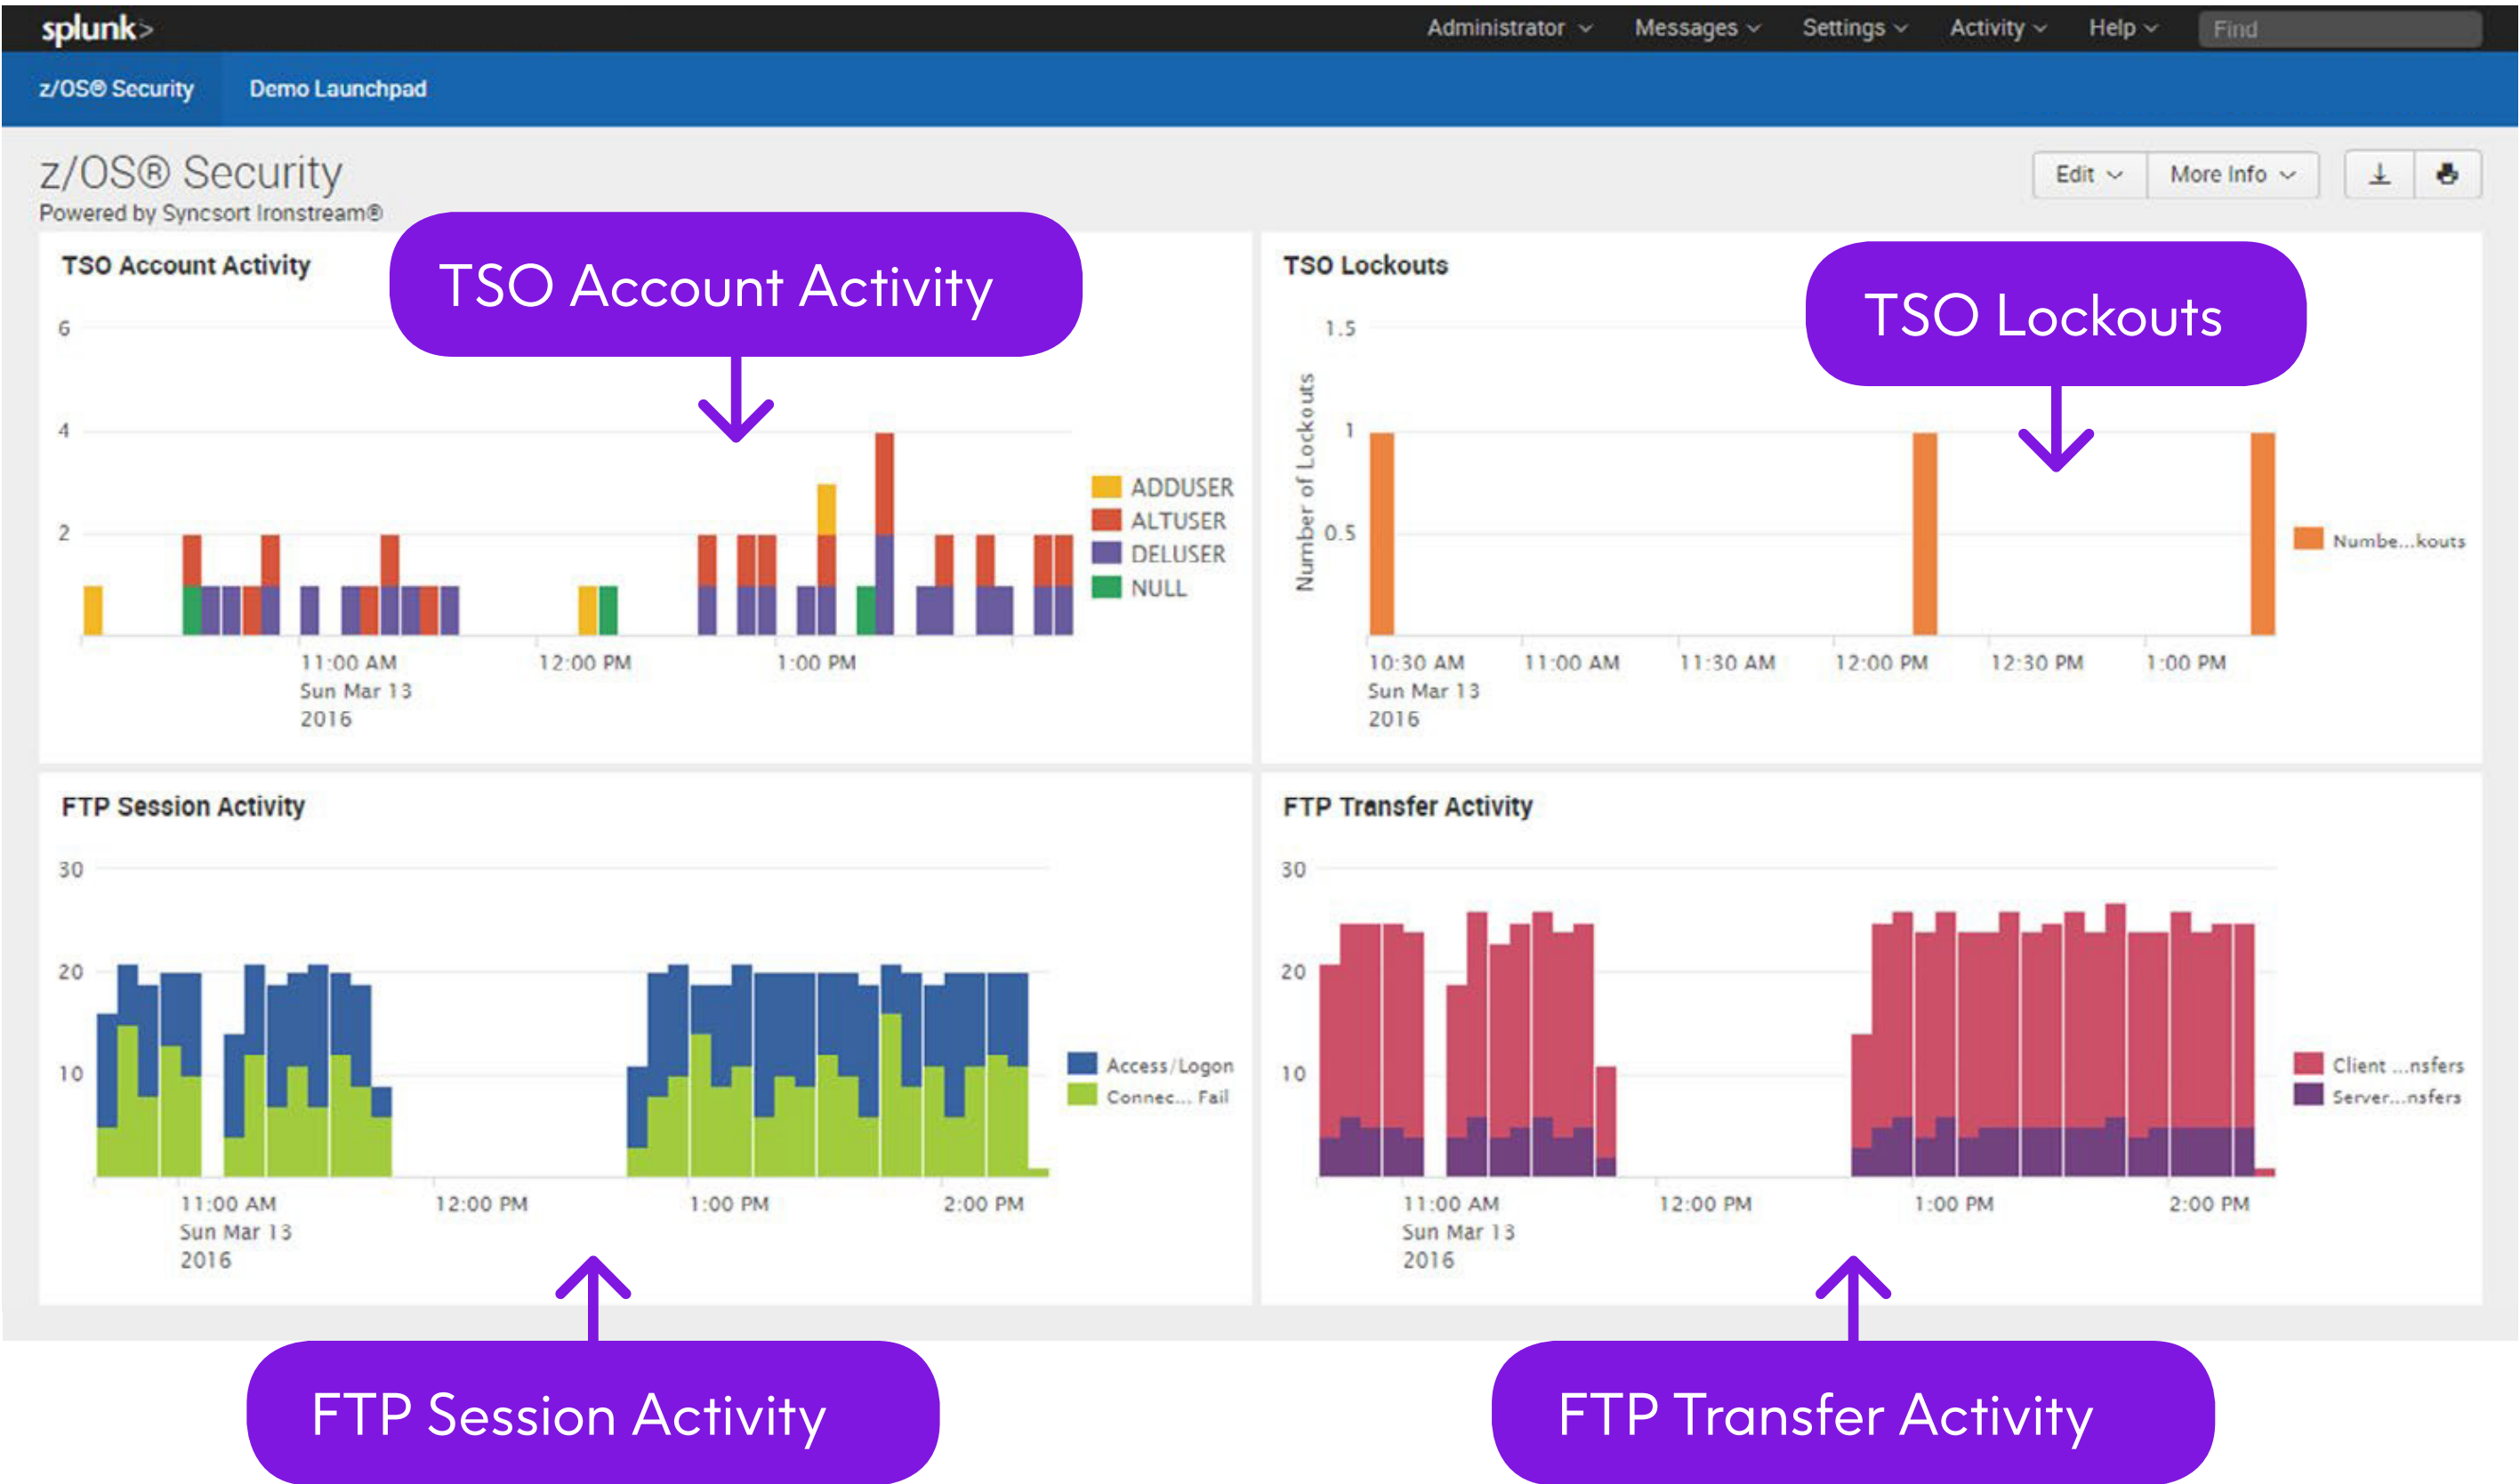 splunk>
Administrator Messages Settings Activity Help Find
z/OS® Security Demo Launchpad
z/OS® Security
Powered by Syncsort Ironstream®
Edit More Info
TSO Account Activity
TSO Account Activity
6
4
2
ADDUSER
ALTUSER
DELUSER
NULL
11:00 AM 12:00 PM 1:00 PM
Sun Mar 13
2016
TSO Lockouts
TSO Lockouts
Number of Lockouts
1.5
1
0.5
Numbe...kouts
10:30 AM 11:00 AM 11:30 AM 12:00 PM 12:30 PM 1:00 PM
Sun Mar 13
2016
FTP Session Activity
30
20
10
Access/Logon
Connec... Fail
11:00 AM 12:00 PM 1:00 PM 2:00 PM
Sun Mar 13
2016
FTP Session Activity
FTP Transfer Activity
30
20
10
Client ...nsfers
Server...nsfers
11:00 AM 12:00 PM 1:00 PM 2:00 PM
Sun Mar 13
2016
FTP Transfer Activity